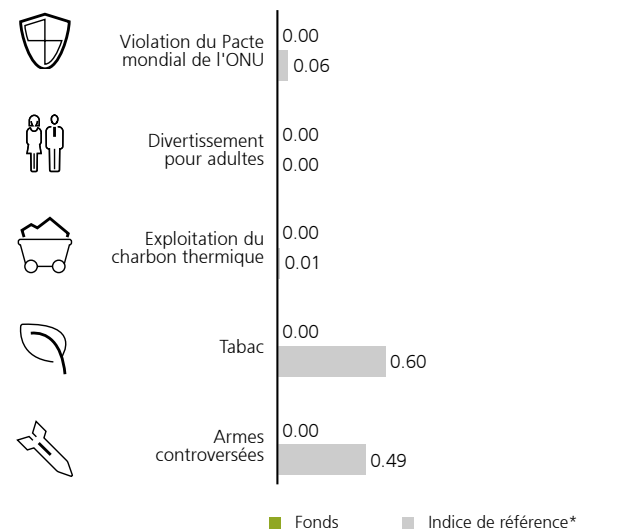 0.00
Violation du Pacte
mondial de l'ONU
0.06
0.00
Divertissement
pour adultes
0.00
0.00
Exploitation du
charbon thermique
0.01
0.00
Tabac
0.60
0.00
Armes
controversées
0.49
Fonds Indice de référence*